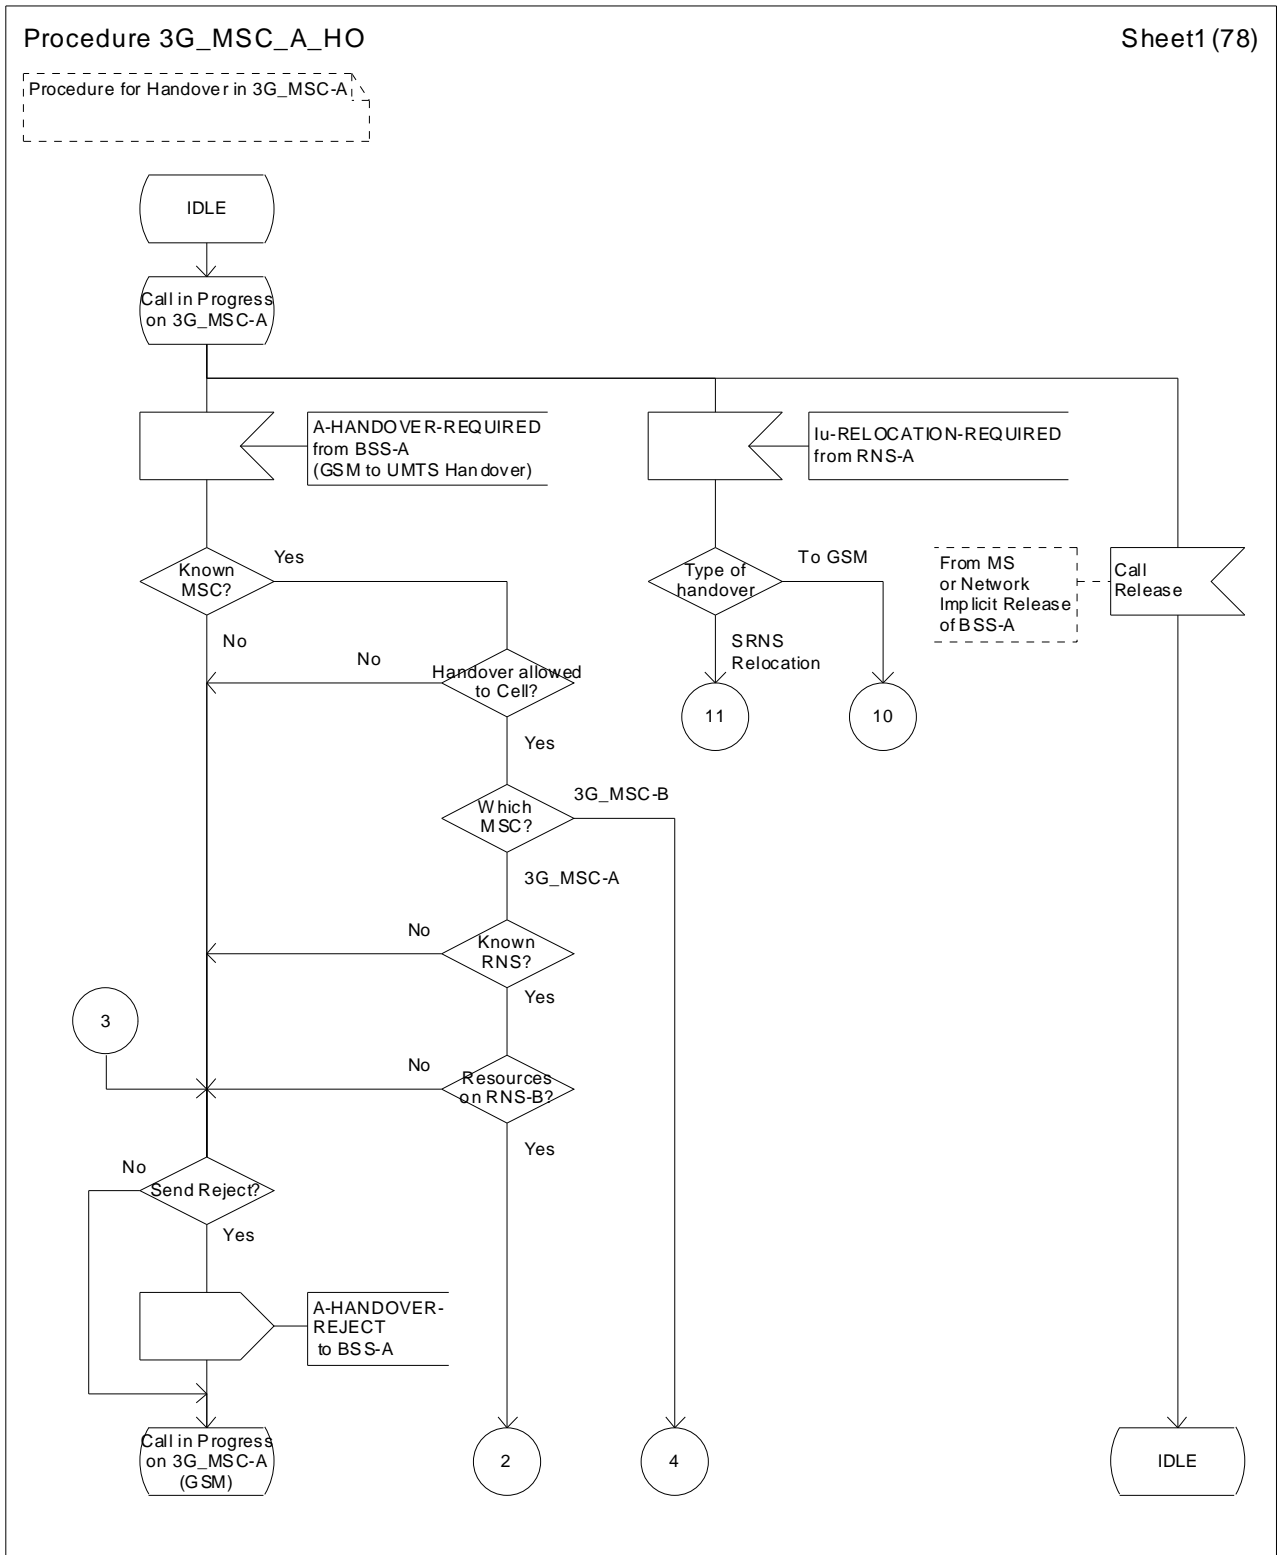 Procedure 3G_MSC_A_HO
Sheet1 (78)
Procedure for Handover in 3G_MSC-A
IDLE
Call in Progress
on 3G_MSC-A
A-HANDOVER-REQUIRED
from BSS-A
(GSM to UMTS Handover)
Iu-RELOCATION-REQUIRED
from RNS-A
Known
MSC?
Yes
No
Type of
handover
To GSM
SRNS
Relocation
From MS
or Network
Implicit Release
of BSS-A
Call
Release
No
Handover allowed
to Cell?
Yes
11
10
Which
MSC?
3G_MSC-B
3G_MSC-A
No
Known
RNS?
Yes
3
No
Resources
on RNS-B?
Yes
No
Send Reject?
Yes
A-HANDOVER-
REJECT
to BSS-A
Call in Progress
on 3G_MSC-A
(GSM)
2
4
IDLE